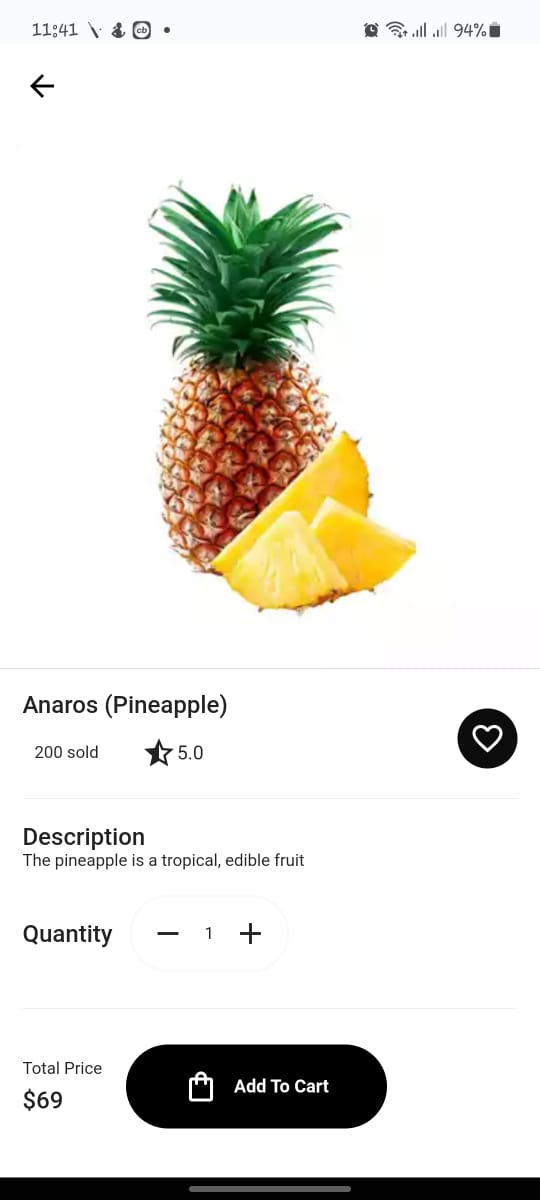 11:41 cb 94%
Anaros (Pineapple)
200 sold 5.0
Description
The pineapple is a tropical, edible fruit
Quantity 1
Total Price
$69
Add To Cart